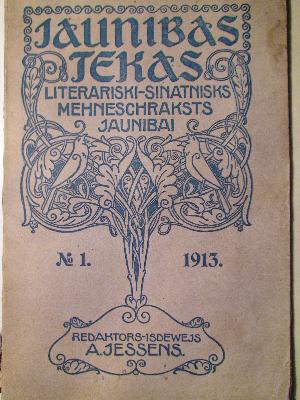 JAUNIBAS
TEKAS
LITERARISKI-SINATNISKS
MEHNESCHRAKSTS
JAUNIBAI
№ 1. 1913.
REDAKTORS-ISDEWEJS
A. JESSENS.